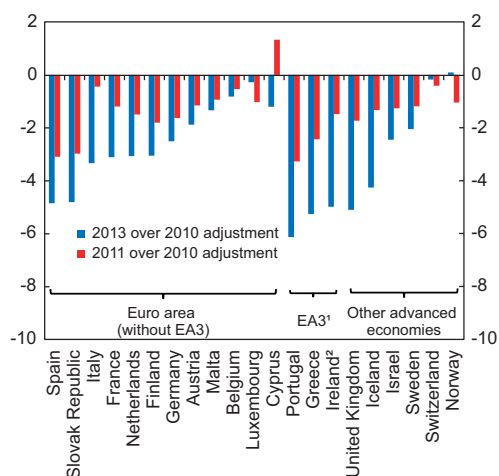 2 2
0 0
-2 -2
-4 -4
-6 -6
2013 over 2010 adjustment
2011 over 2010 adjustment
-8 -8
Euro area
(without EA3)
EA3¹
Other advanced
economies
-10 -10
Spain
Slovak Republic
Italy
France
Netherlands
Finland
Germany
Austria
Malta
Belgium
Luxembourg
Cyprus
Portugal
Greece
Ireland²
United Kingdom
Iceland
Israel
Sweden
Switzerland
Norway